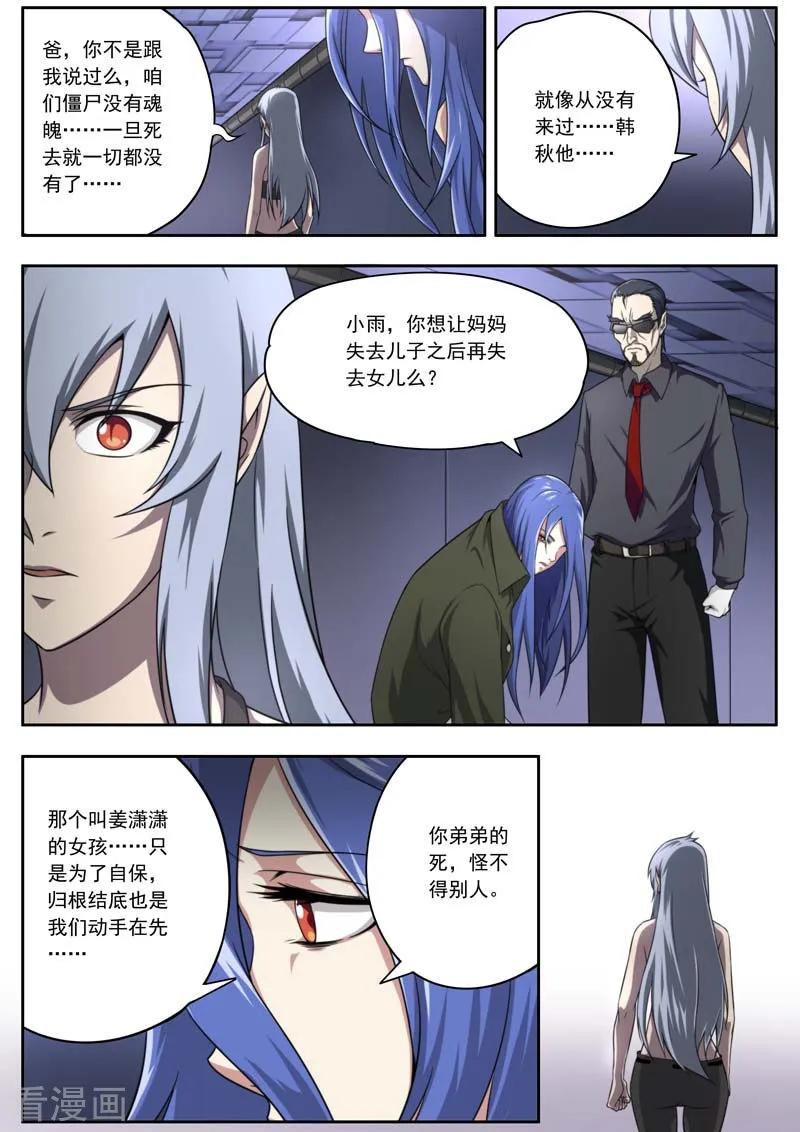 爸，你不是跟
我说过么，咱
们僵尸没有魂
魄……一旦死
去就一切都没
有了……
就像从没有
来过……韩
秋他……
小雨，你想让妈妈
失去儿子之后再失
去女儿么？
那个叫姜潇潇
的女孩……只
是为了自保，
归根结底也是
我们动手在先
……
你弟弟的
死，怪不
得别人。
看漫画